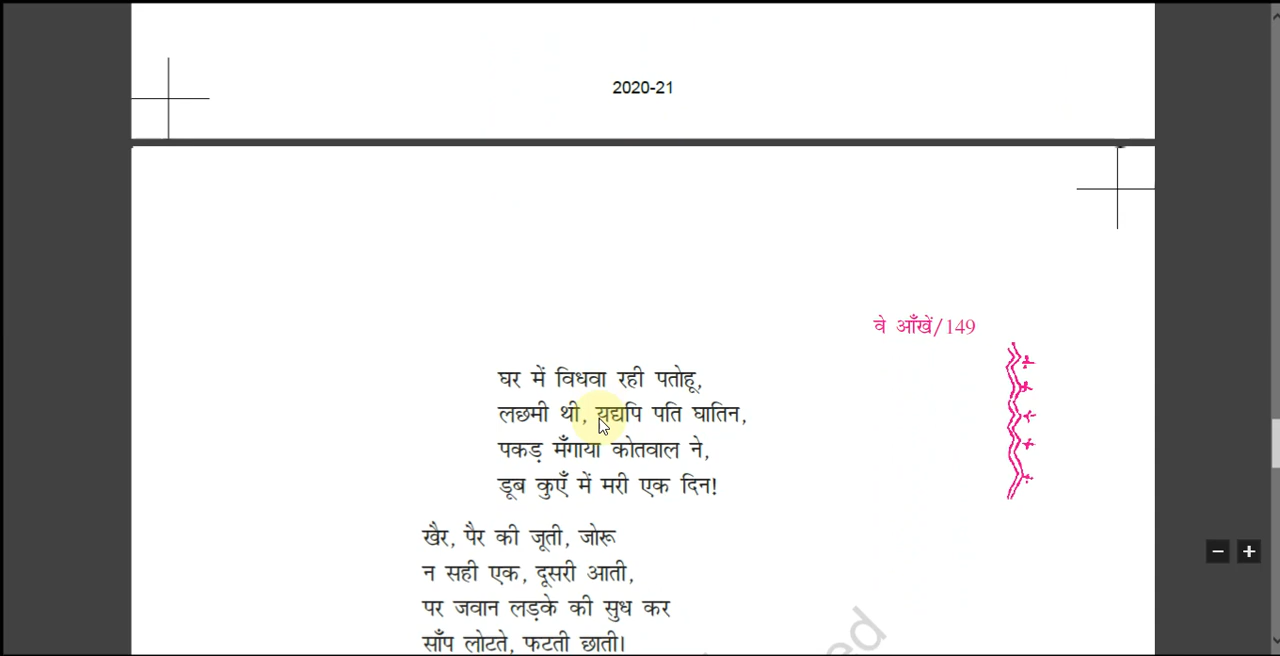 2020-21
वे आँखें/149
घर में विधवा रही पतोहू,
लछमी थी, यद्यपि पति घातिन,
पकड़ मँगाया कोतवाल ने,
डूब कुएँ में मरी एक दिन!
खैर, पैर की जूती, जोरू
न सही एक, दूसरी आती,
पर जवान लड़के की सुध कर
साँप लोटते, फटती छाती।